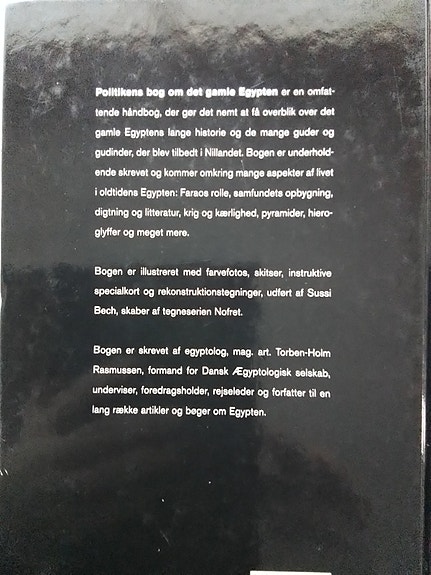 Politikens bog om det gamle Egypten er en omfat-
tende håndbog, der gør det nemt at få overblik over det
gamle Egyptens lange historie og de mange guder og
gudinder, der blev tilbedt i Nillandet. Bogen er underhold-
ende skrevet og kommer omkring mange aspekter af livet
i oldtidens Egypten: Faraos rolle, samfundets opbygning,
digtning og litteratur, krig og kærlighed, pyramider, hiero-
glyffer og meget mere.
Bogen er illustreret med farvefotos, skitser, instruktive
specialkort og rekonstruktionstegninger, udført af Sussi
Bech, skaber af tegneserien Nofret.
Bogen er skrevet af egyptolog, mag. art. Torben-Holm
Rasmussen, formand for Dansk Ægyptologisk selskab,
underviser, foredragsholder, rejseleder og forfatter til en
lang række artikler og bøger om Egypten.